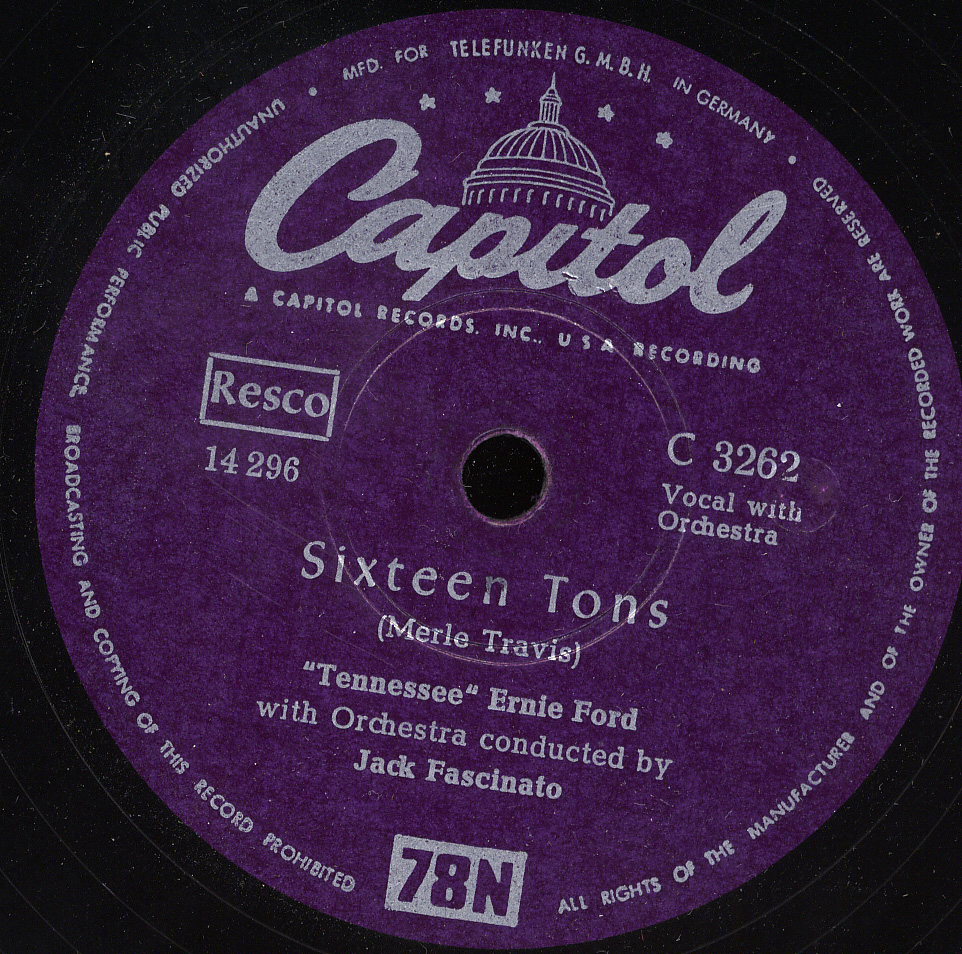 MFD. FOR TELEFUNKEN G. M. B. H. IN GERMANY
Capitol
A CAPITOL RECORDS, INC., U S A RECORDING
Resco
14 296
C 3262
Vocal with
Orchestra
Sixteen Tons
(Merle Travis)
“Tennessee“ Ernie Ford
with Orchestra conducted by
Jack Fascinato
78N
UNAUTHORIZED PUBLIC PERFORMANCE, BROADCASTING AND COPYING OF THIS RECORD PROHIBITED
ALL RIGHTS OF THE MANUFACTURER AND OF THE OWNER OF THE RECORDED WORK ARE RESERVED